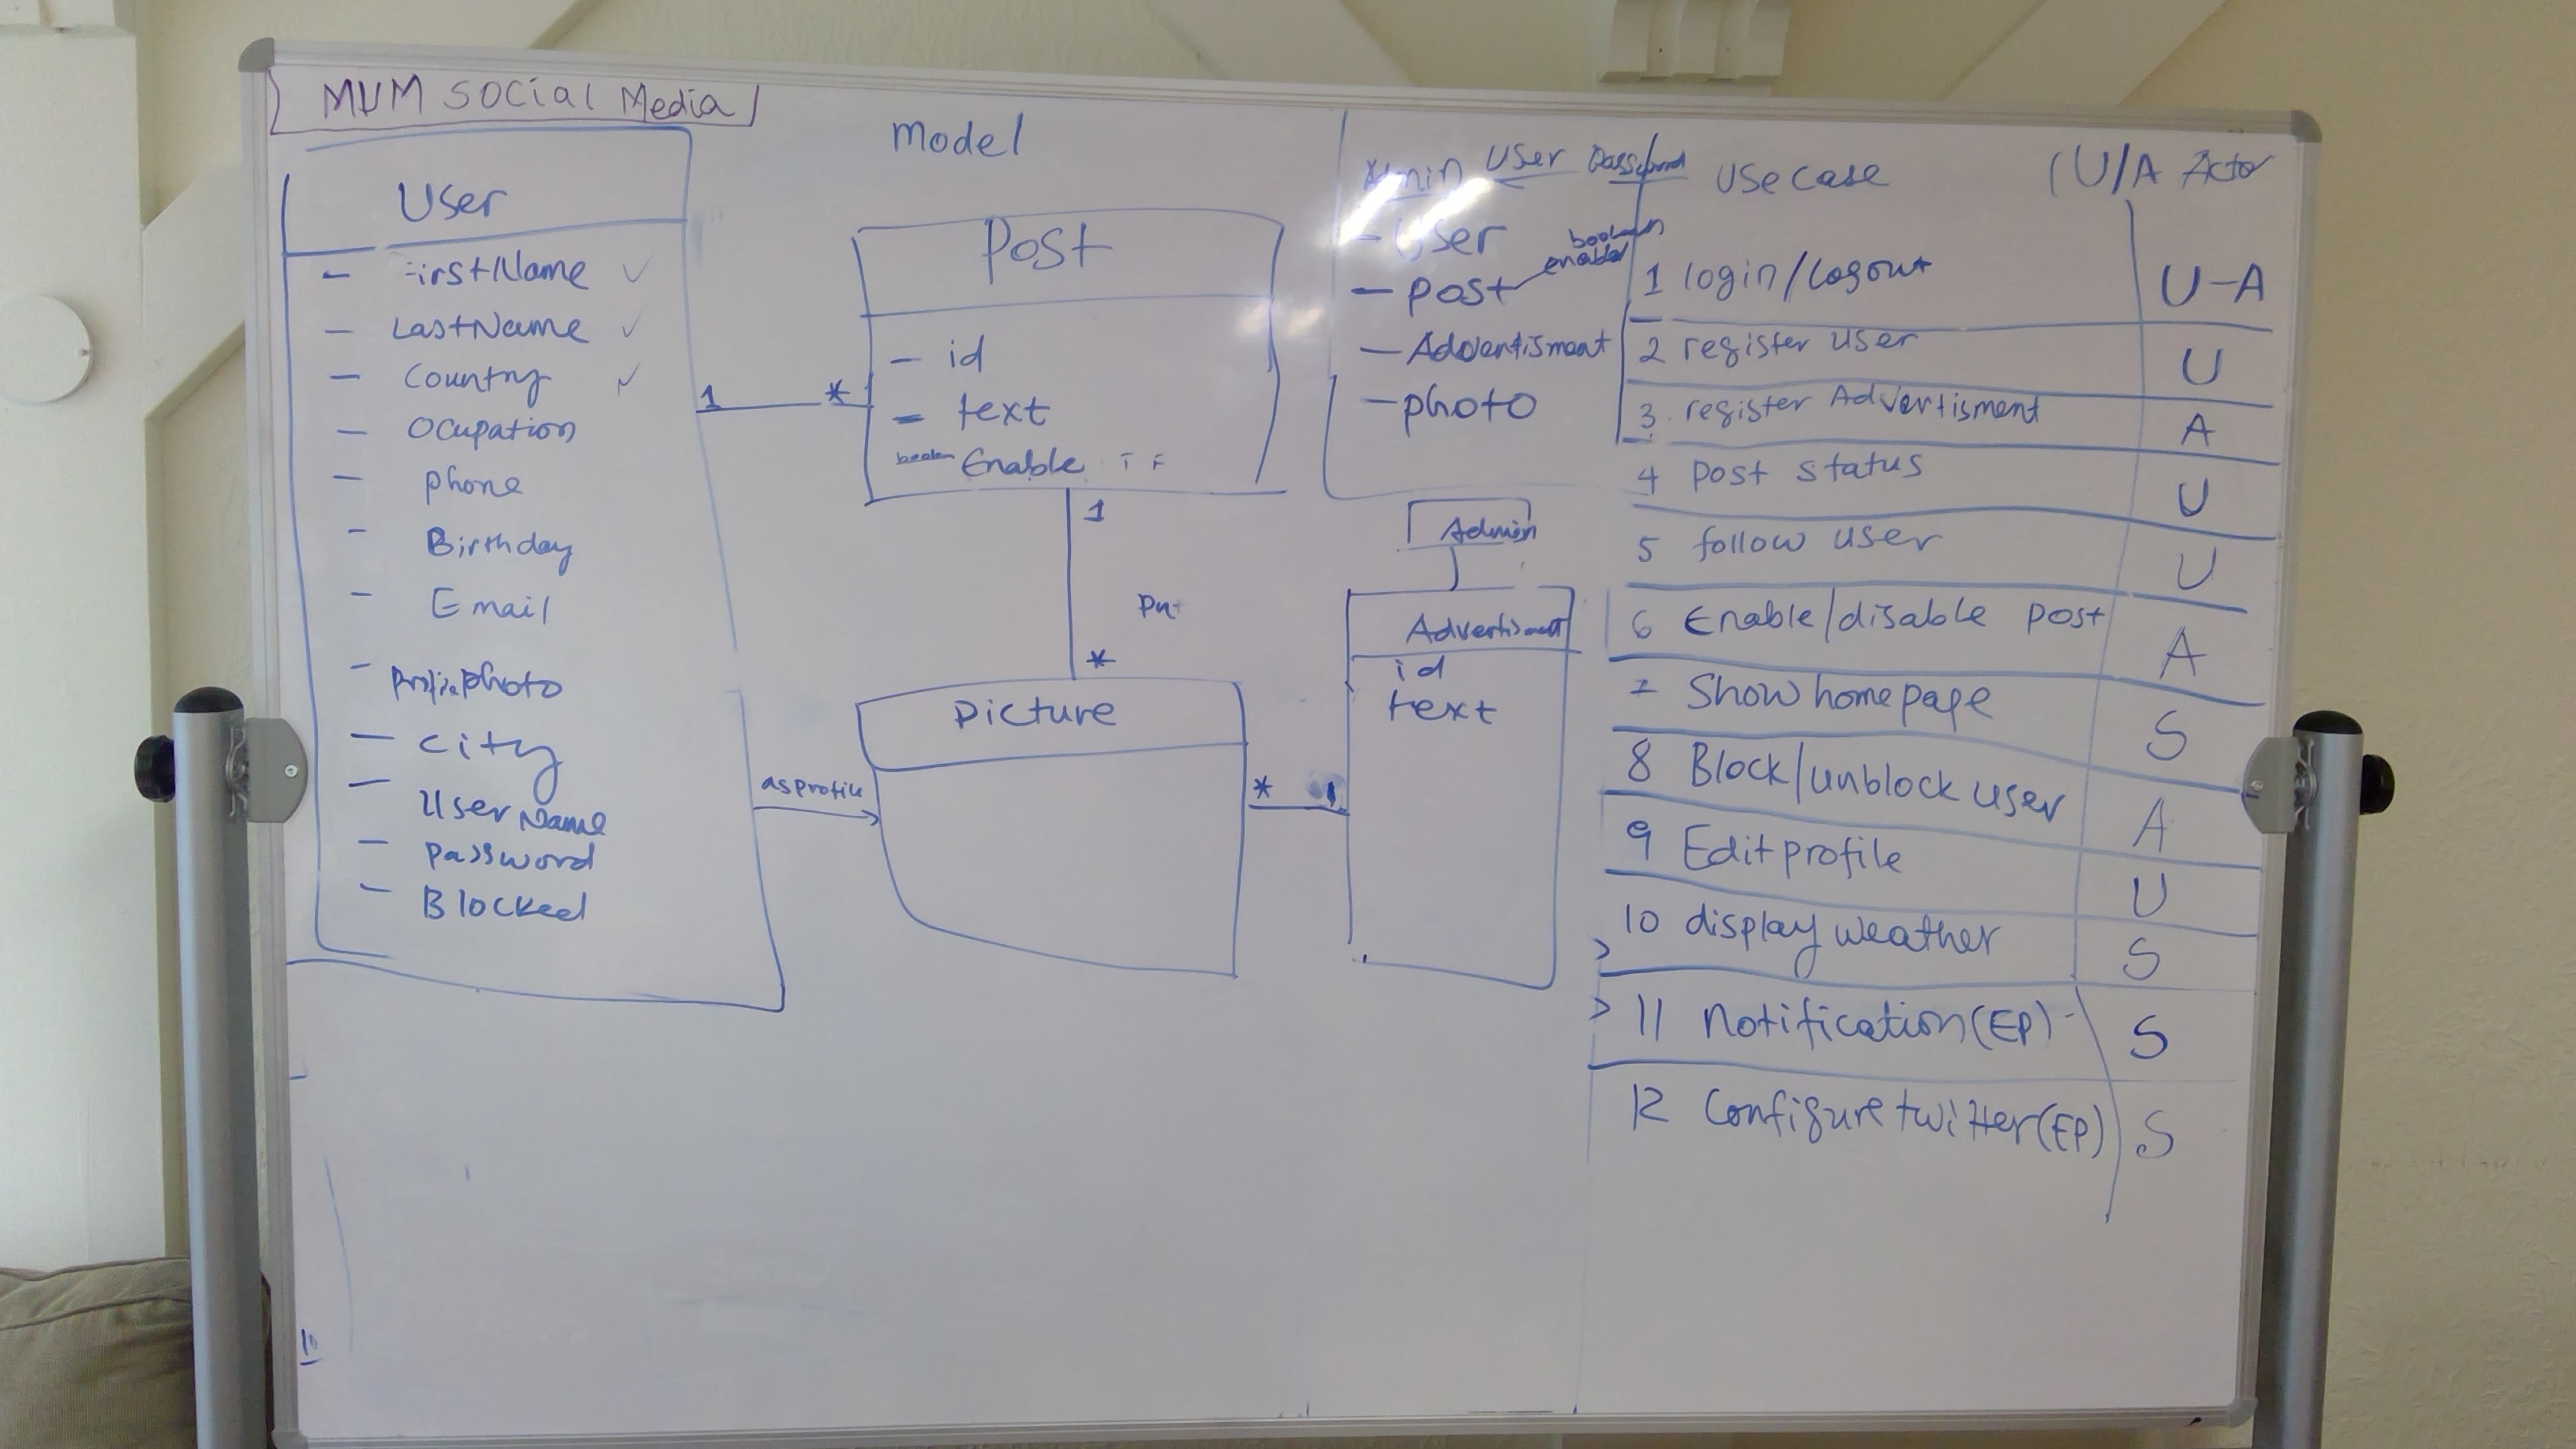 MUM Social Media
Model
User
- FirstName ✓
- LastName ✓
- Country ✓
- Ocupation
- phone
- Birthday
- Email
- Profilephoto
- city
- UserName
- password
- Blocked
1 *
Post
- id
- text
boolean Enable T F
1
*
asprofile
Picture
* 1
Admin User Password
- User
- post
boolean
enable
- Advertisment
- photo
Admin
Advertisment
id
text
Use Case (U/A Actor
1 login/logout U-A
2 register user U
3. register Advertisment A
4 post status U
5 follow user U
6 Enable/disable post A
7 Show home page S
8 Block/unblock user A
9 Edit profile U
10 display weather S
> 11 Notification(EP) S
12 Configure twitter(EP) S